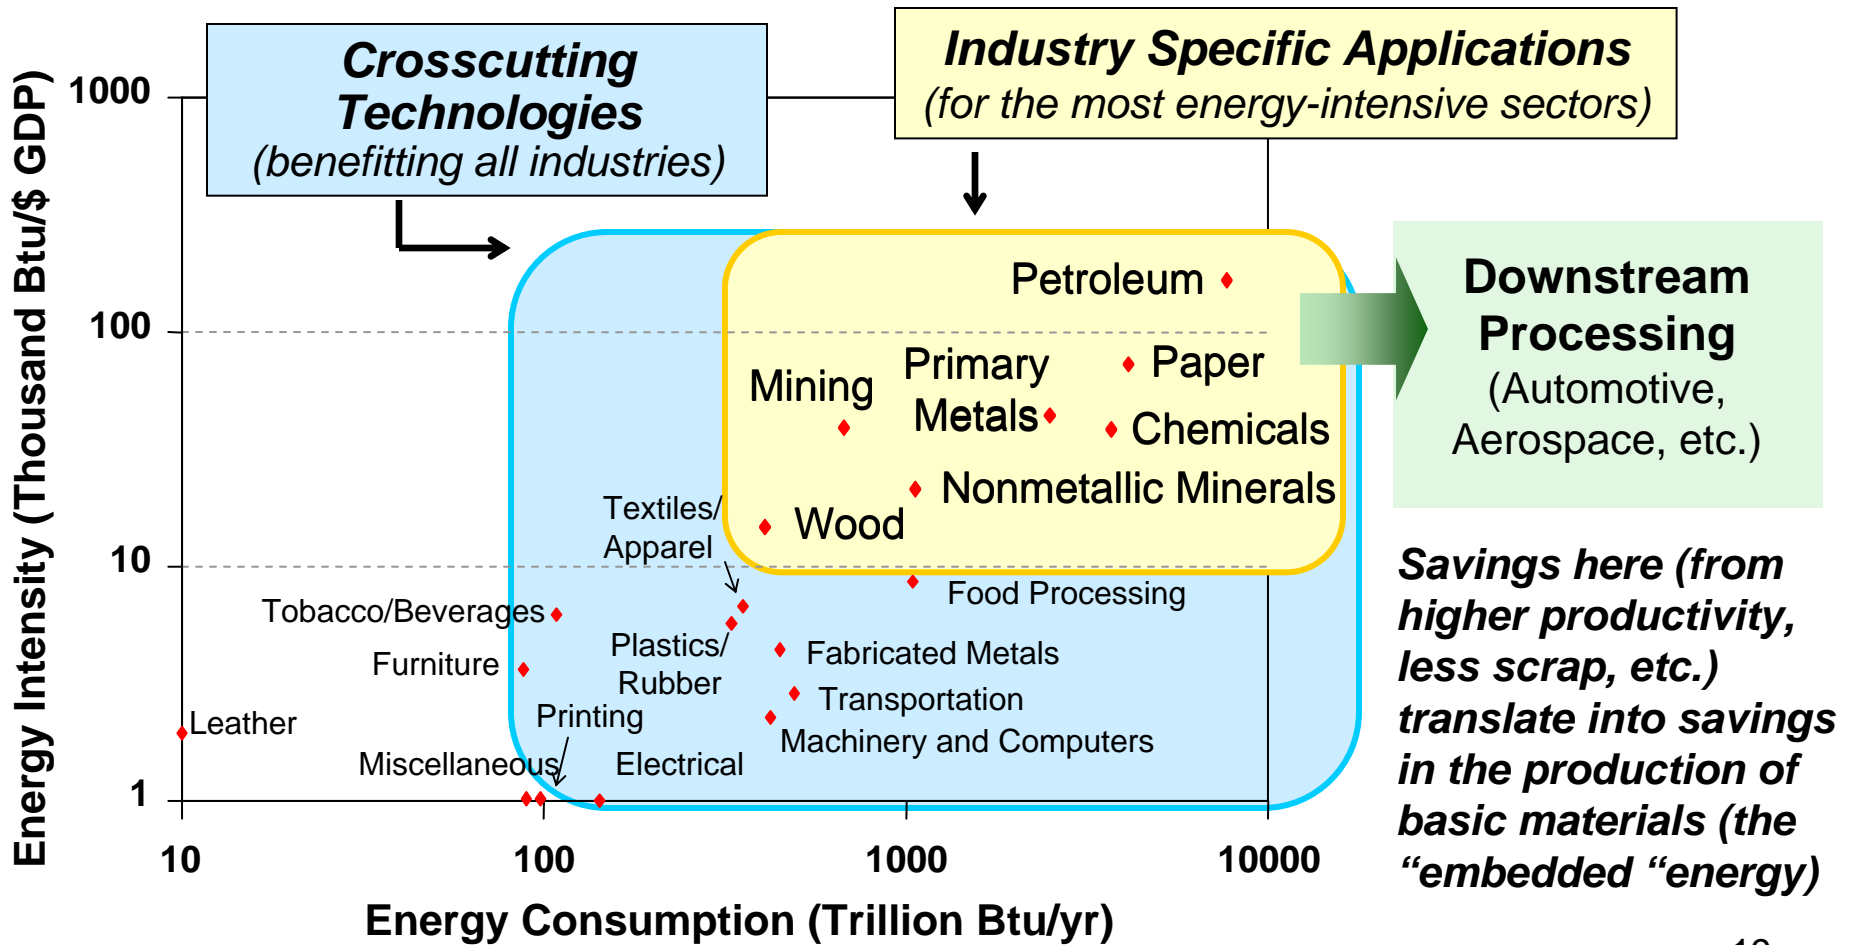 Crosscutting
Technologies
(benefitting all industries)
Industry Specific Applications
(for the most energy-intensive sectors)
Energy Intensity (Thousand Btu/$ GDP)
1000
100
10
1
Petroleum
Primary
Metals
Paper
Mining
Chemicals
Nonmetallic Minerals
Wood
Textiles/
Apparel
Food Processing
Tobacco/Beverages
Plastics/
Rubber
Fabricated Metals
Furniture
Transportation
Leather
Printing
Machinery and Computers
Miscellaneous
Electrical
10
100
1000
10000
Energy Consumption (Trillion Btu/yr)
Downstream
Processing
(Automotive,
Aerospace, etc.)
Savings here (from
higher productivity,
less scrap, etc.)
translate into savings
in the production of
basic materials (the
“embedded “energy)